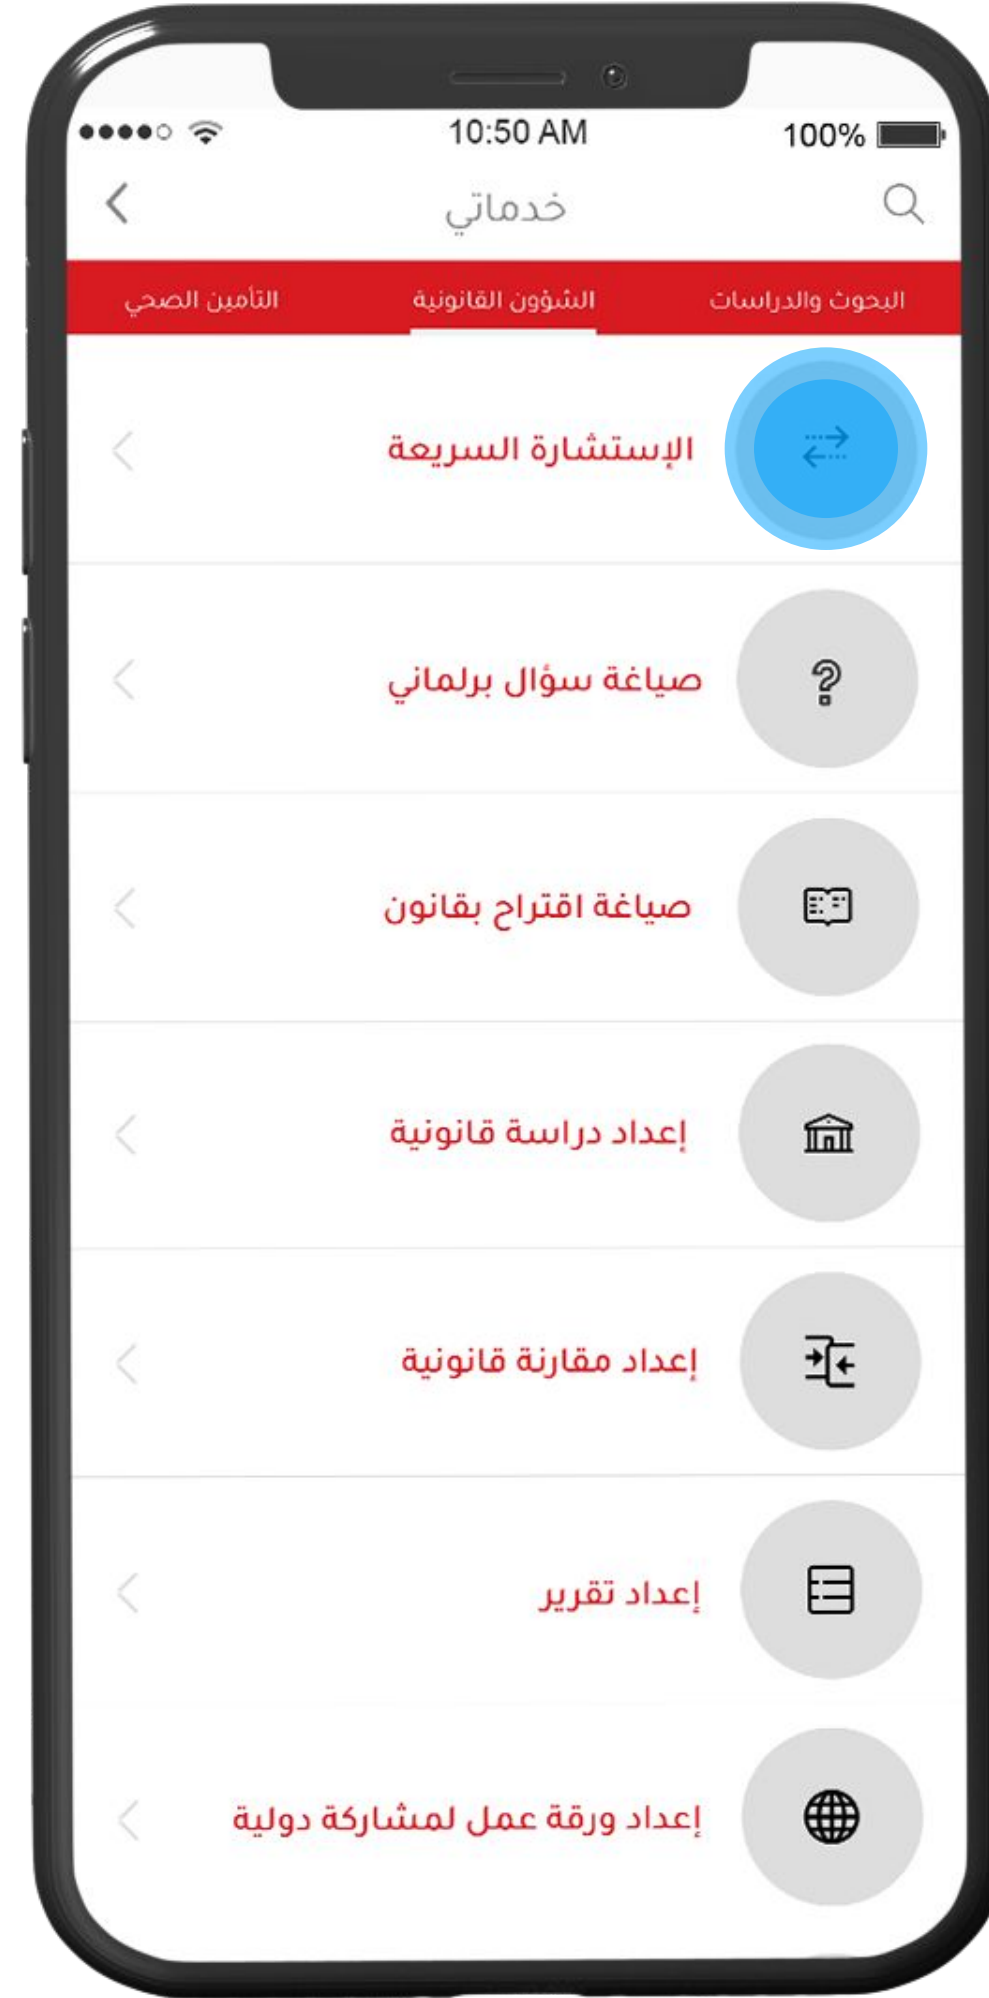 10:50 AM
100%
خدماتي
البحوث والدراسات
الشؤون القانونية
التأمين الصحي
الإستشارة السريعة
صياغة سؤال برلماني
صياغة اقتراح بقانون
إعداد دراسة قانونية
إعداد مقارنة قانونية
إعداد تقرير
إعداد ورقة عمل لمشاركة دولية